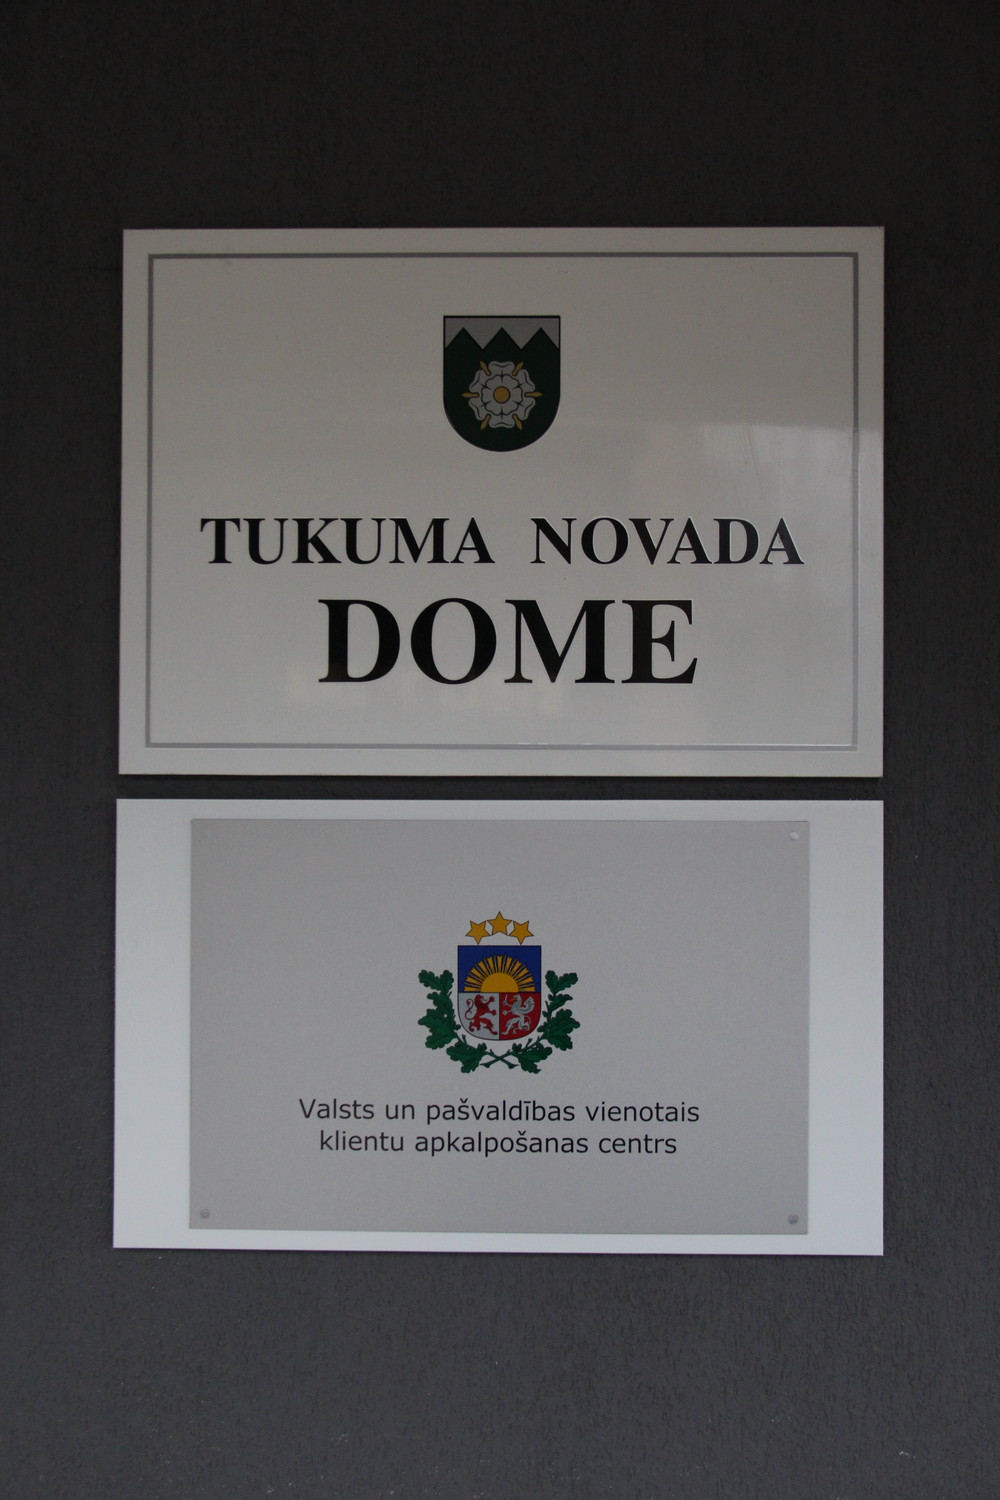 TUKUMA NOVADA
DOME
Valsts un pašvaldības vienotais
klientu apkalpošanas centrs